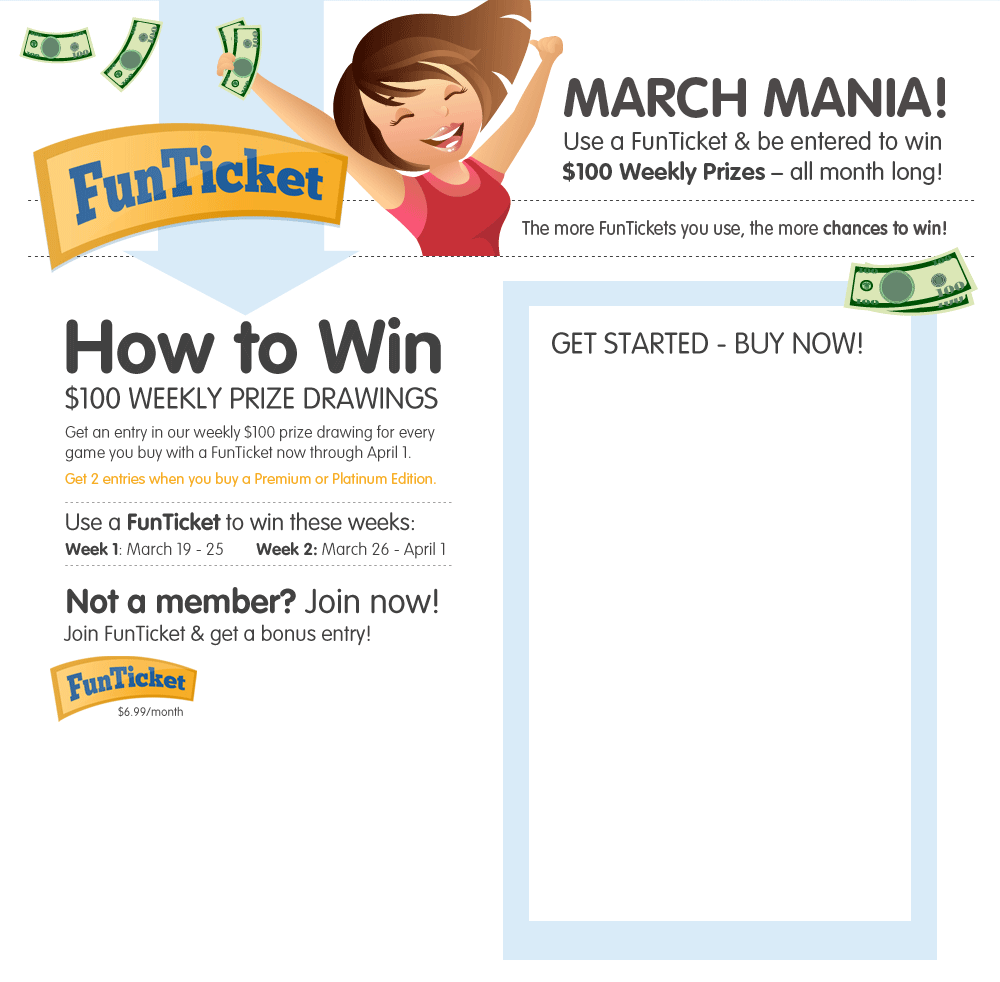 MARCH MANIA!
Use a FunTicket & be entered to win
$100 Weekly Prizes – all month long!
FunTicket
The more FunTickets you use, the more chances to win!
100
100
100
100
How to Win
$100 WEEKLY PRIZE DRAWINGS
Get an entry in our weekly $100 prize drawing for every
game you buy with a FunTicket now through April 1.
Get 2 entries when you buy a Premium or Platinum Edition.
Use a FunTicket to win these weeks:
Week 1: March 19 - 25 Week 2: March 26 - April 1
Not a member? Join now!
Join FunTicket & get a bonus entry!
FunTicket
$6.99/month
GET STARTED - BUY NOW!